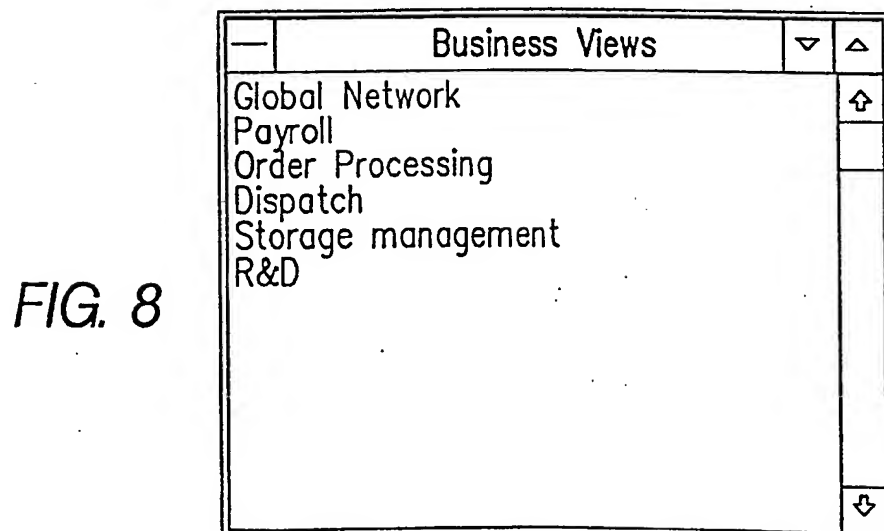 Business Views
Global Network
Payroll
Order Processing
Dispatch
Storage management
R&D
FIG. 8